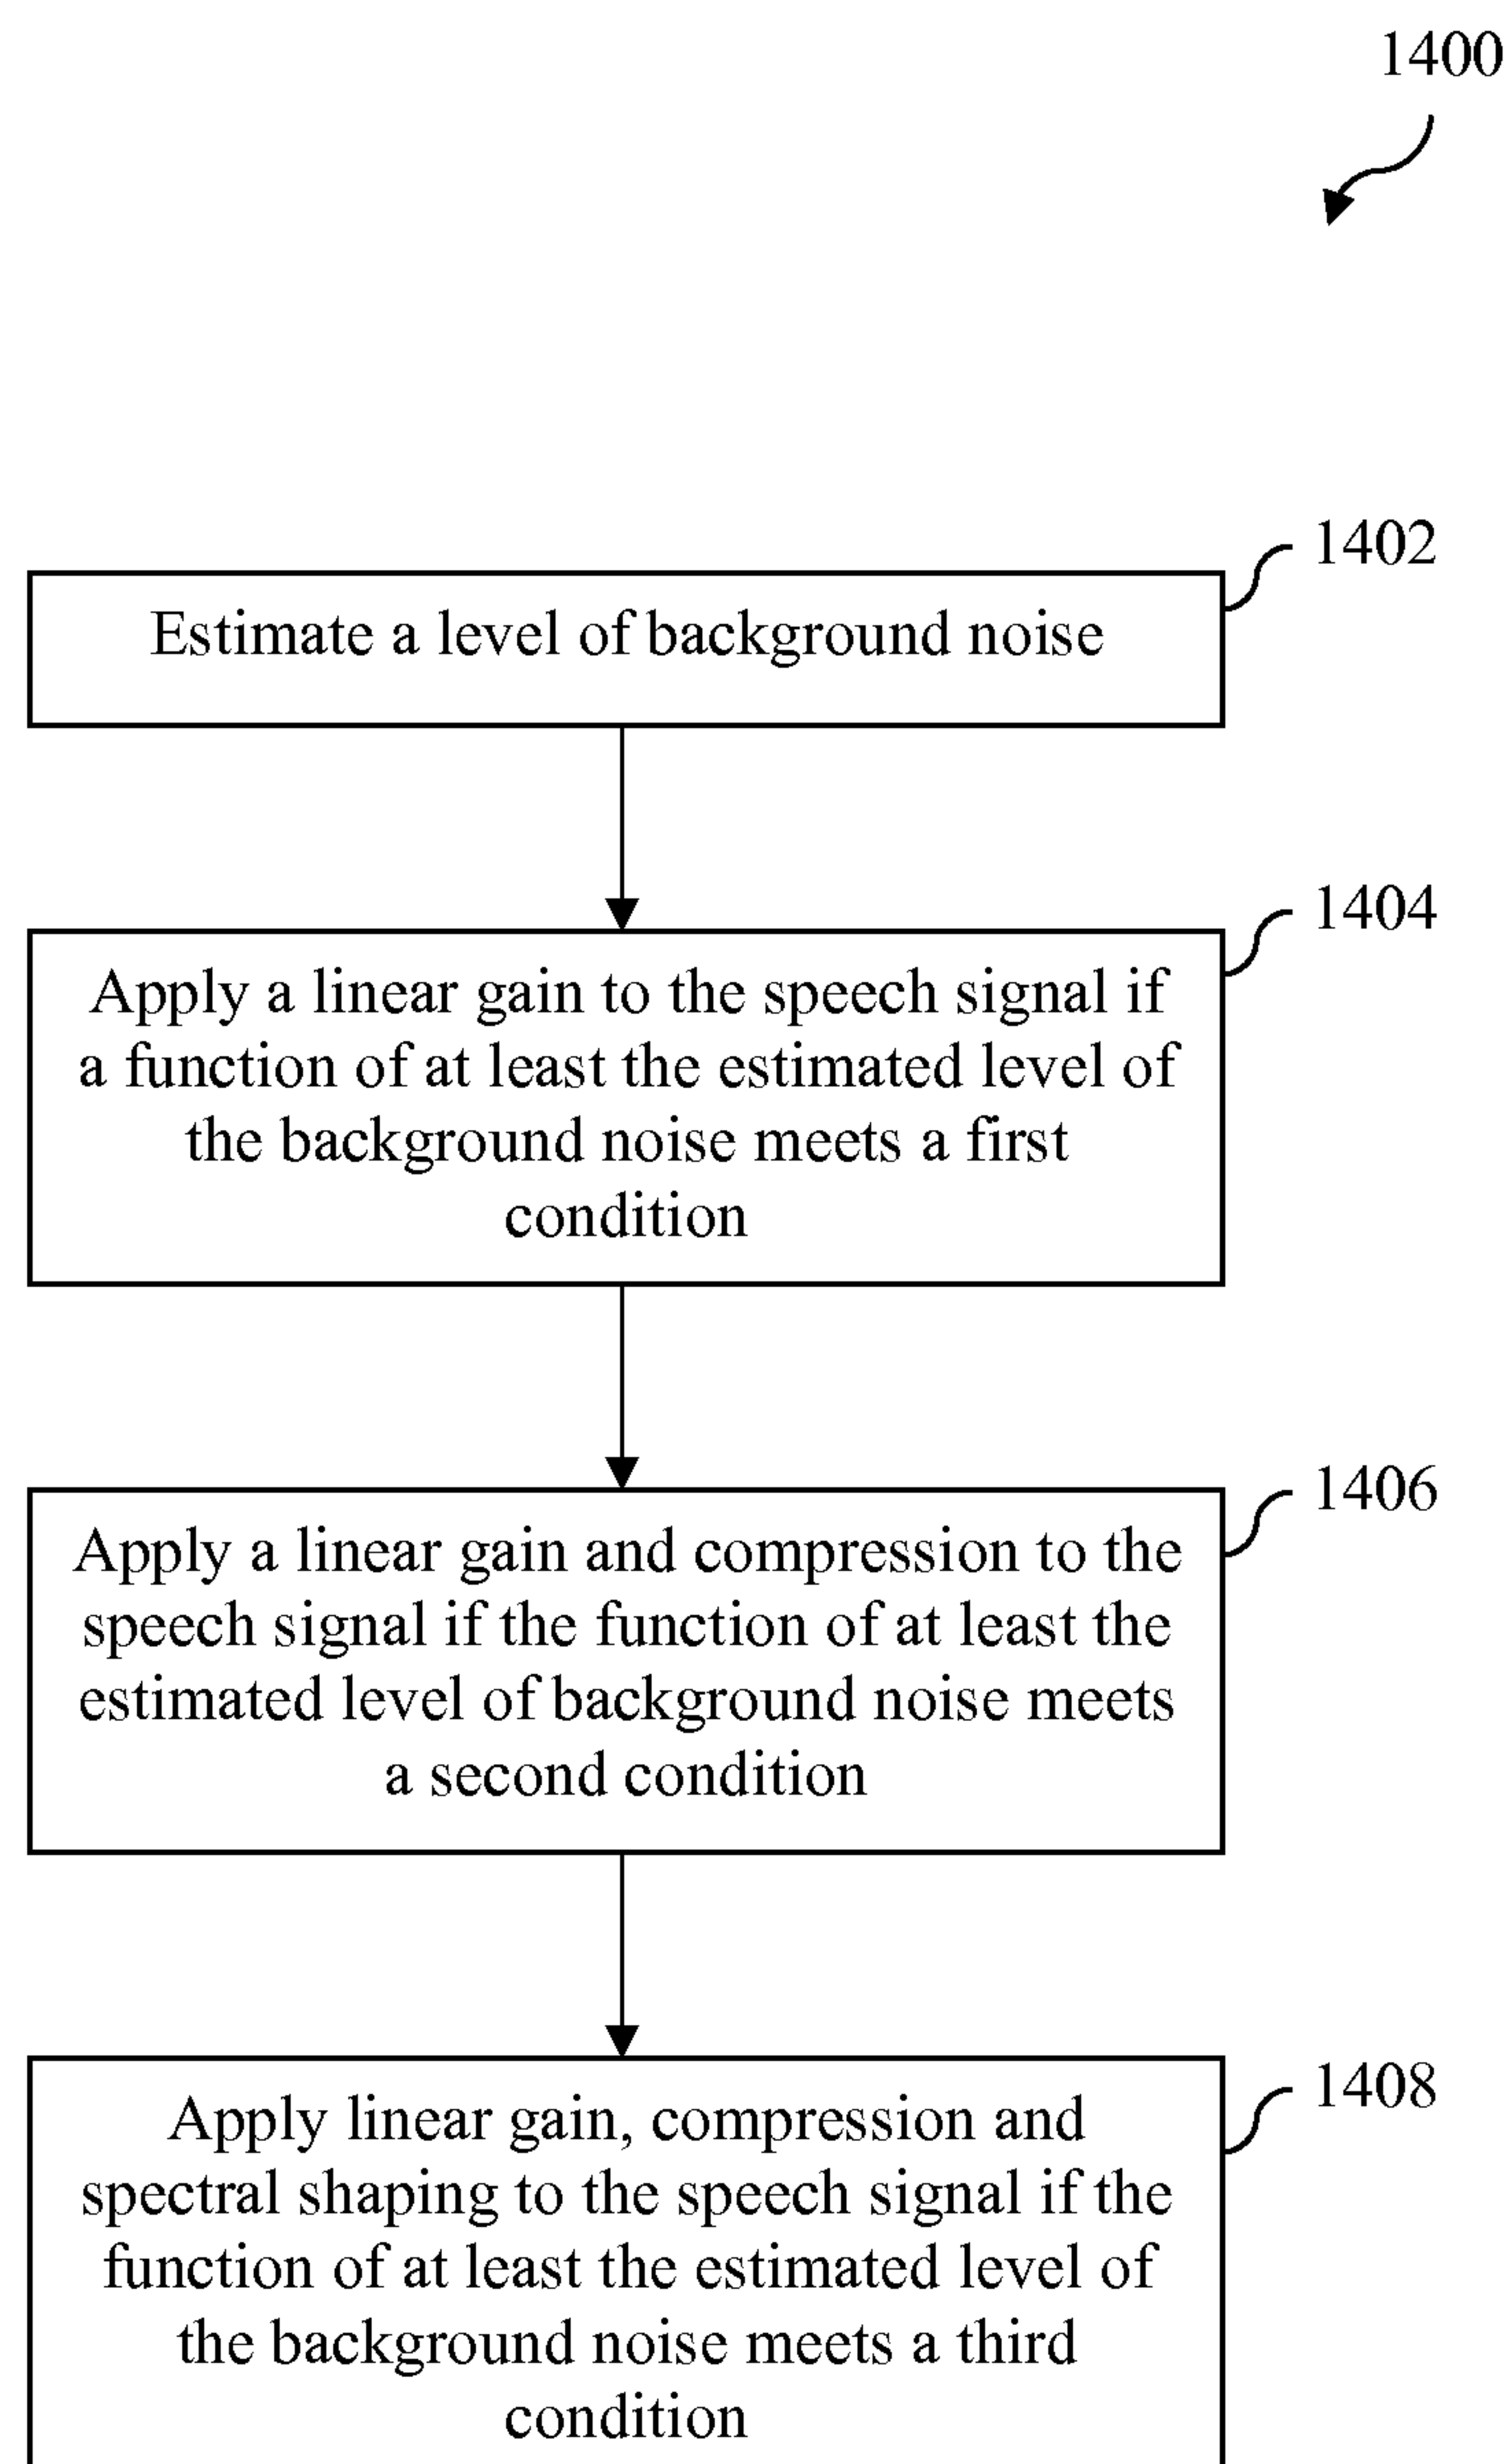 1400
1402
Estimate a level of background noise
1404
Apply a linear gain to the speech signal if
a function of at least the estimated level of
the background noise meets a first
condition
1406
Apply a linear gain and compression to the
speech signal if the function of at least the
estimated level of background noise meets
a second condition
1408
Apply linear gain, compression and
spectral shaping to the speech signal if the
function of at least the estimated level of
the background noise meets a third
condition